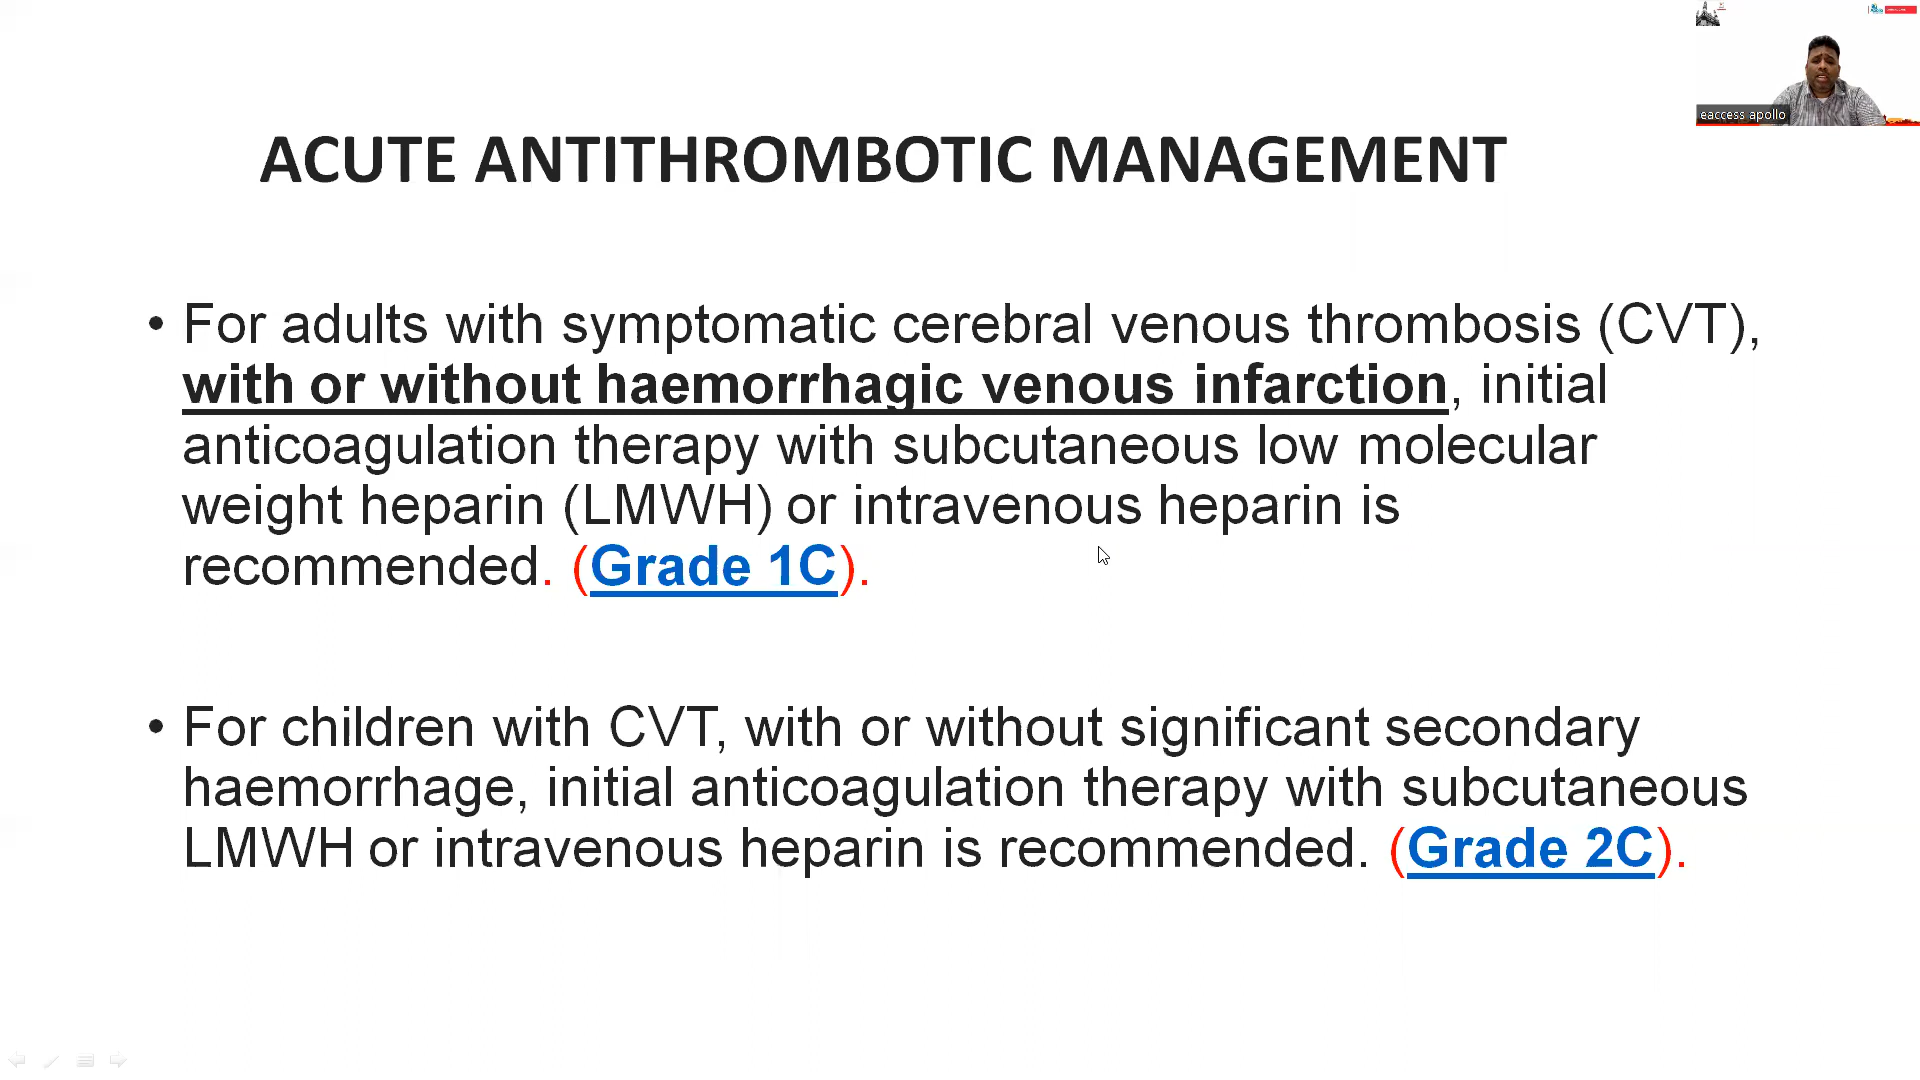 eaccess apollo
ACUTE ANTITHROMBOTIC MANAGEMENT
• For adults with symptomatic cerebral venous thrombosis (CVT),
with or without haemorrhagic venous infarction, initial
anticoagulation therapy with subcutaneous low molecular
weight heparin (LMWH) or intravenous heparin is
recommended. (Grade 1C).
• For children with CVT, with or without significant secondary
haemorrhage, initial anticoagulation therapy with subcutaneous
LMWH or intravenous heparin is recommended. (Grade 2C).